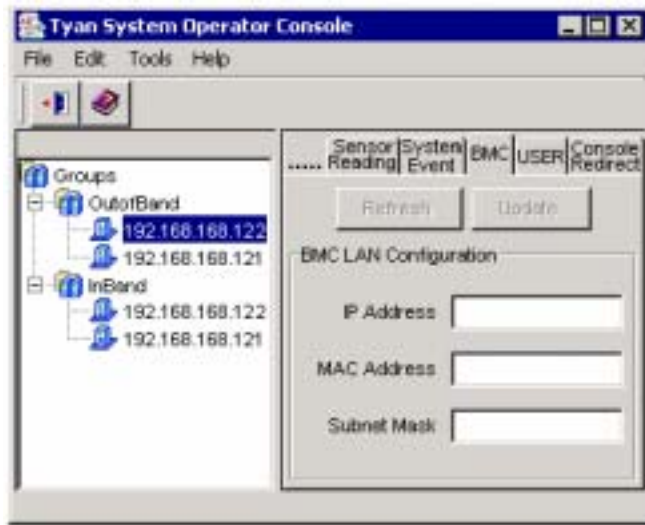 Tyan System Operator Console
File Edit Tools Help
Groups
OutofBand
192.168.168.122
192.168.168.121
InBand
192.168.168.122
192.168.168.121
..... Sensor Reading System Event BMC USER Console Redirect
Refresh Update
BMC LAN Configuration
IP Address
MAC Address
Subnet Mask